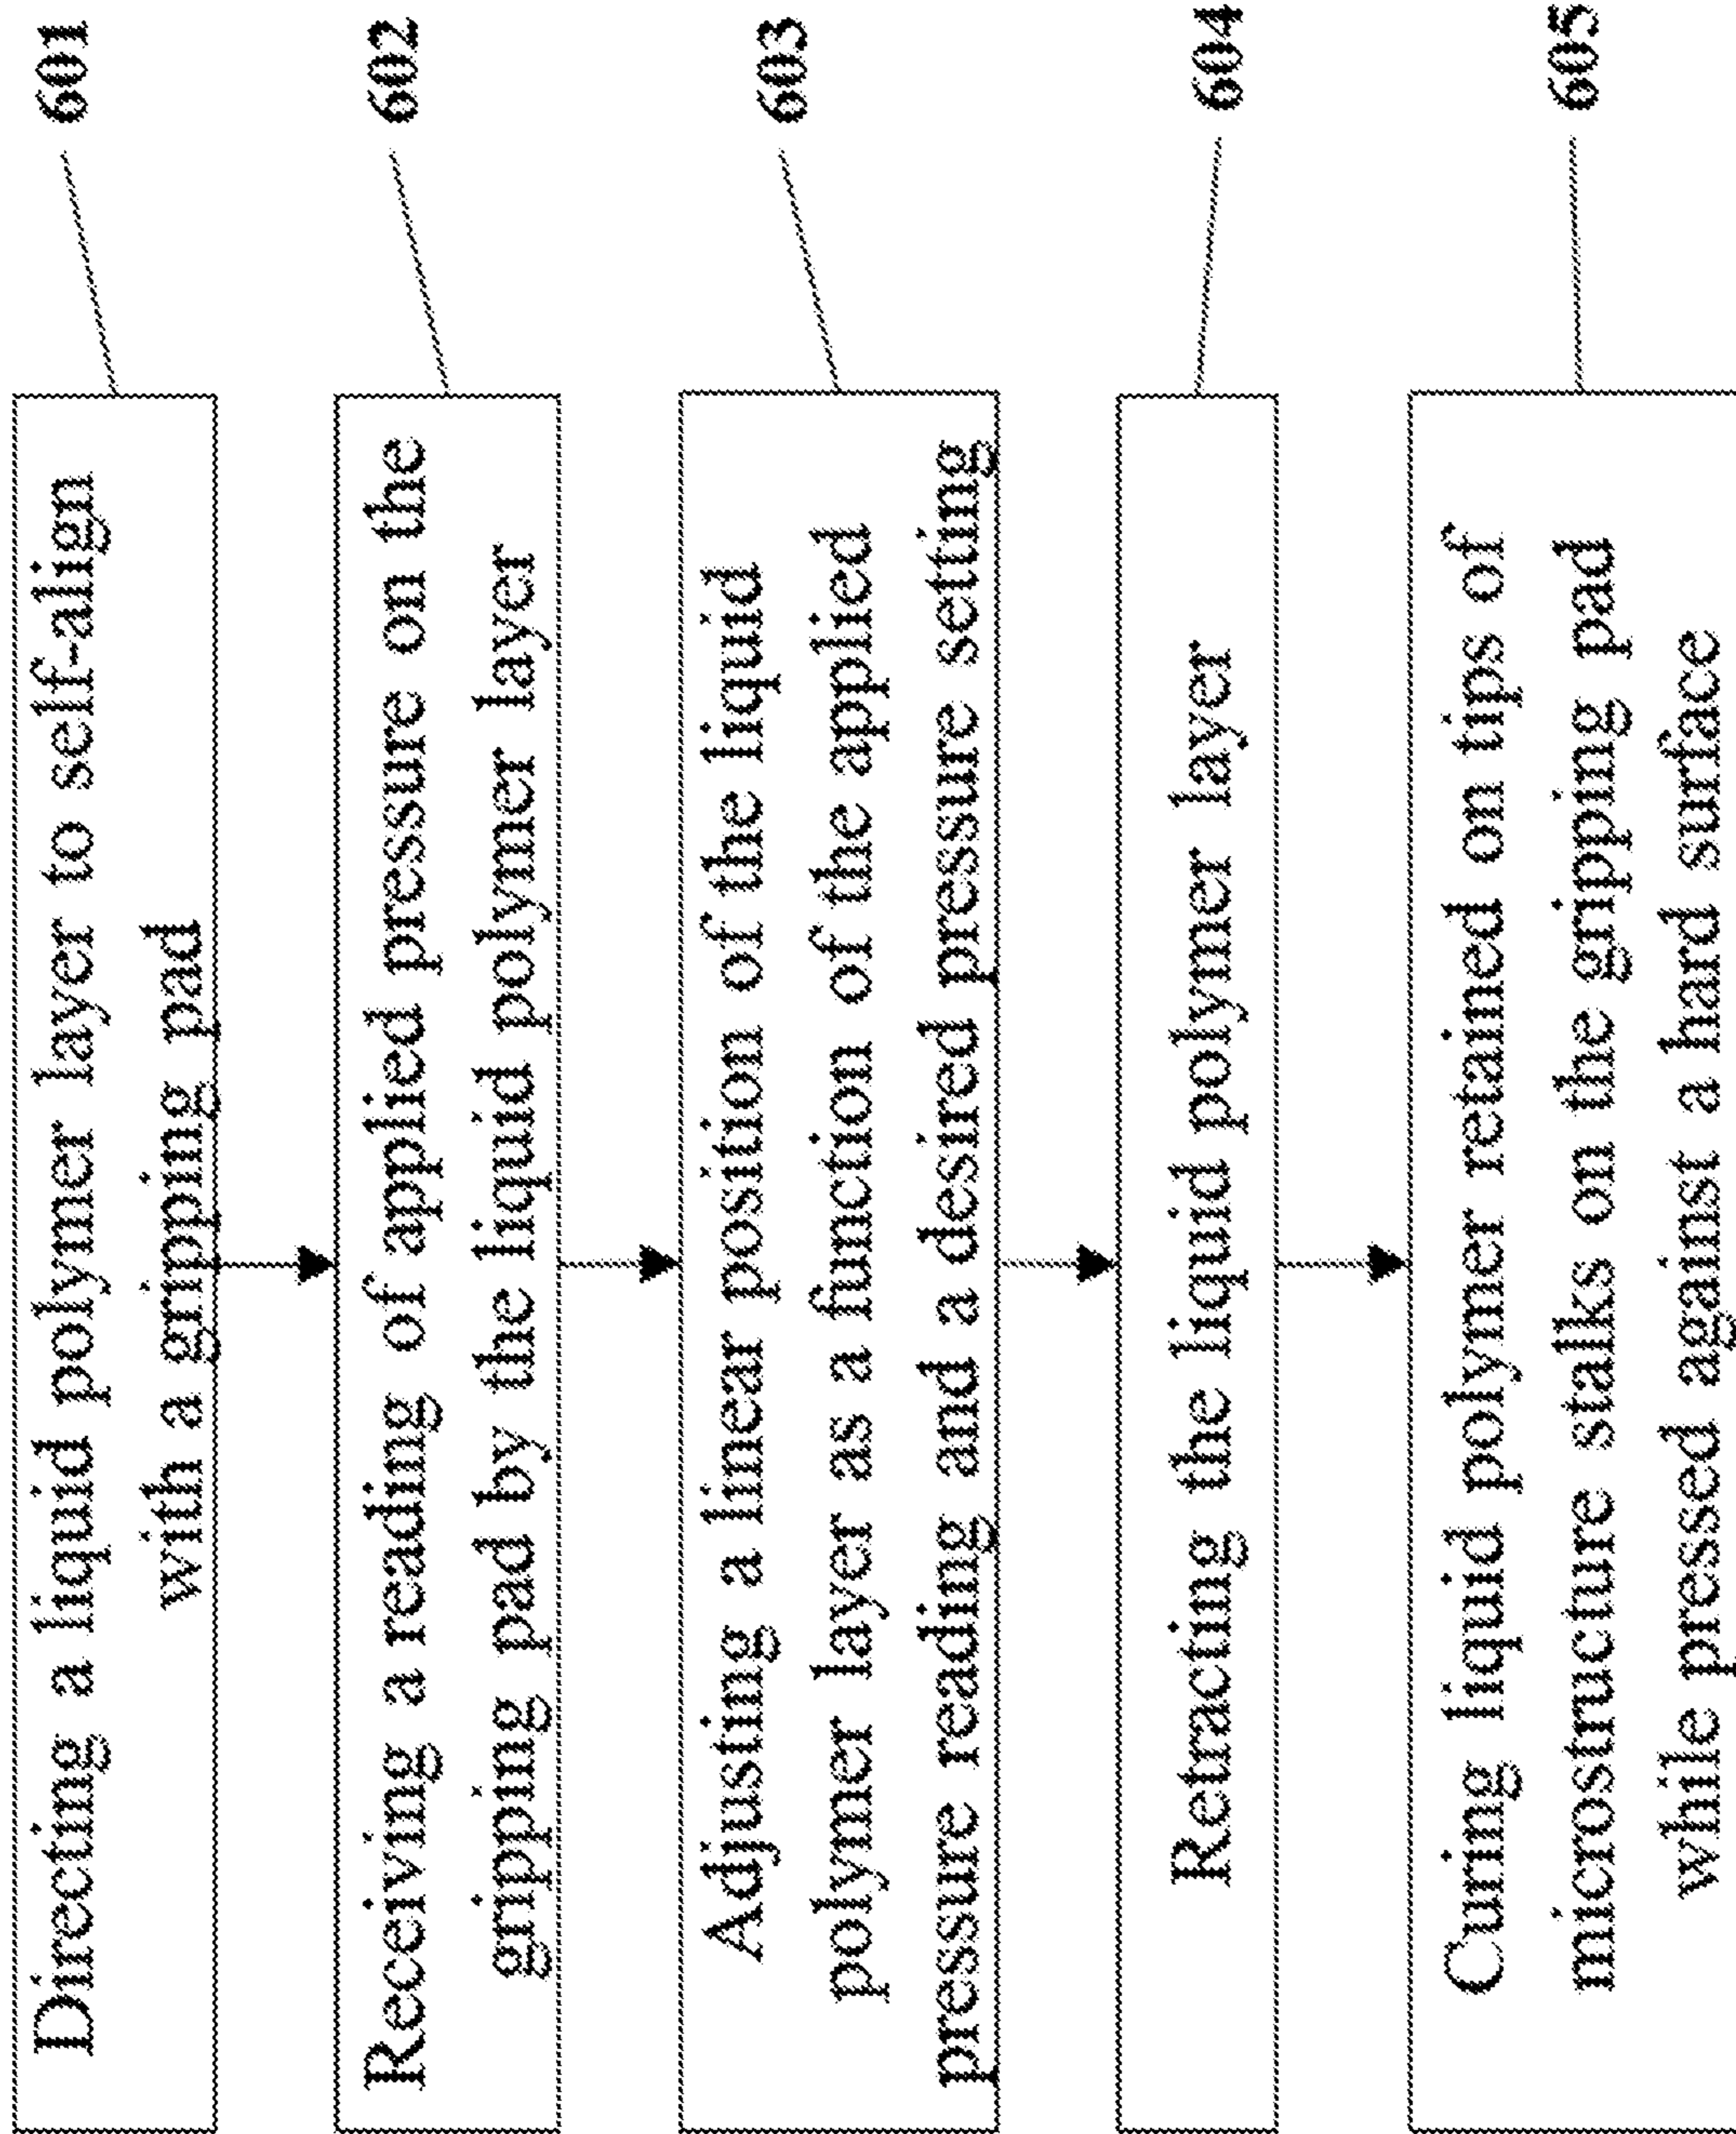 Directing a liquid polymer layer to self-align
with a gripping pad
601
Receiving a reading of applied pressure on the
gripping pad by the liquid polymer layer
602
Adjusting a linear position of the liquid
polymer layer as a function of the applied
pressure reading and a desired pressure setting
603
Retracting the liquid polymer layer
604
Curing liquid polymer retained on tips of
microstructure stalks on the gripping pad
while pressed against a hard surface
605